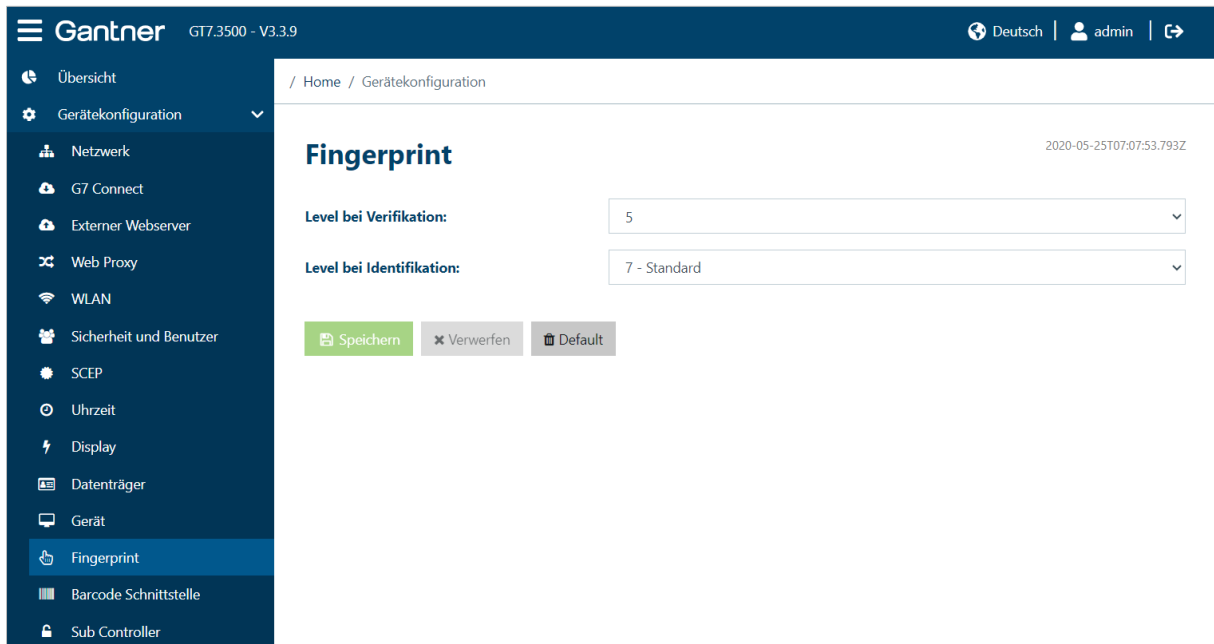 Gantner GT7.3500 - V3.3.9 Deutsch | admin |
Übersicht
Gerätekonfiguration
Netzwerk
G7 Connect
Externer Webserver
Web Proxy
WLAN
Sicherheit und Benutzer
SCEP
Uhrzeit
Display
Datenträger
Gerät
Fingerprint
Barcode Schnittstelle
Sub Controller
/ Home / Gerätekonfiguration
Fingerprint
2020-05-25T07:07:53.793Z
Level bei Verifikation: 5
Level bei Identifikation: 7 - Standard
Speichern Verwerfen Default